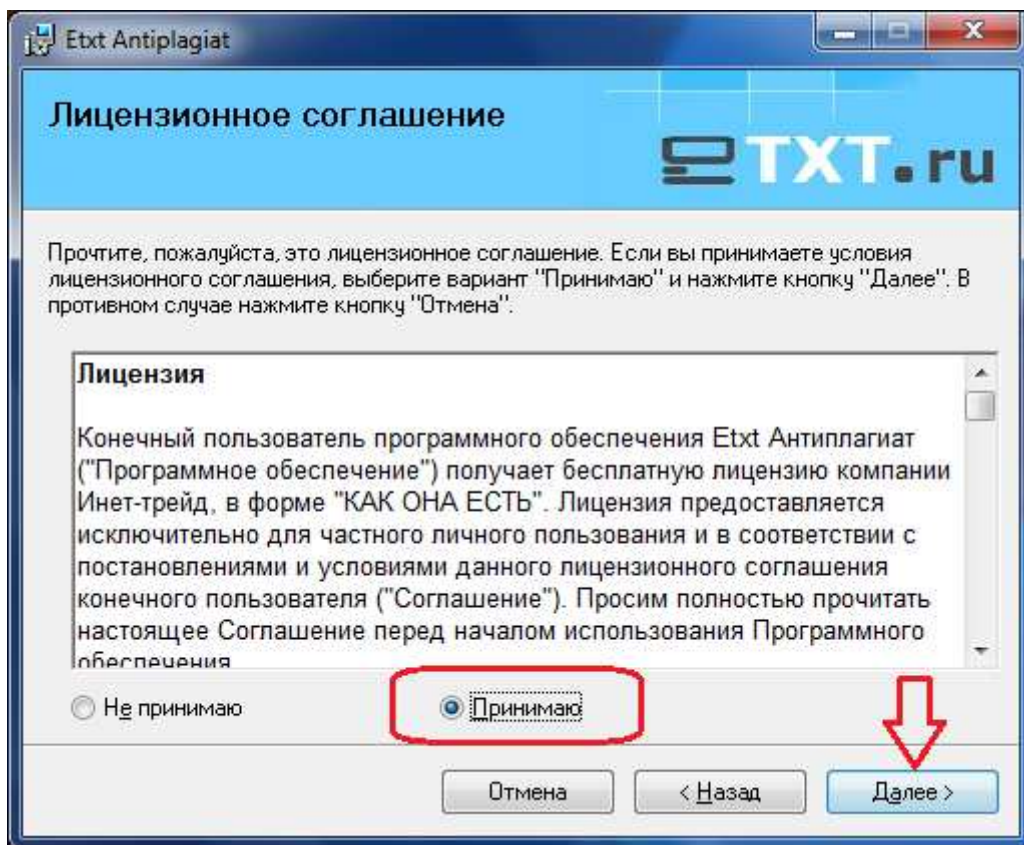 Etxt Antiplagiat
Лицензионное соглашение
eTXT.ru
Прочтите, пожалуйста, это лицензионное соглашение. Если вы принимаете условия
лицензионного соглашения, выберите вариант "Принимаю" и нажмите кнопку "Далее". В
противном случае нажмите кнопку "Отмена".
Лицензия
Конечный пользователь программного обеспечения Etxt Антиплагиат
("Программное обеспечение") получает бесплатную лицензию компании
Инет-трейд, в форме "КАК ОНА ЕСТЬ". Лицензия предоставляется
исключительно для частного личного пользования и в соответствии с
постановлениями и условиями данного лицензионного соглашения
конечного пользователя ("Соглашение"). Просим полностью прочитать
настоящее Соглашение перед началом использования Программного
обеспечения
Не принимаю
Принимаю
Отмена
< Назад
Далее >